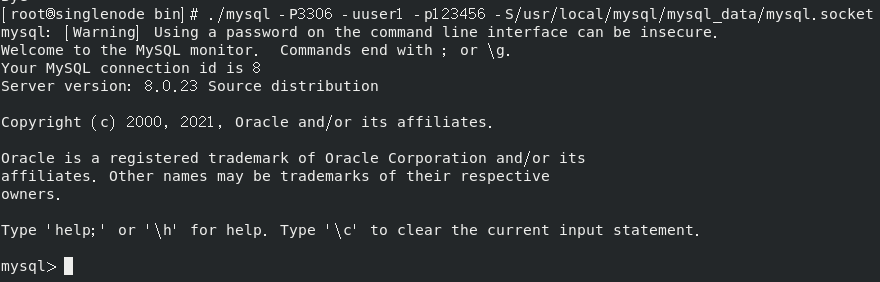 [root@singlenode bin]# ./mysql -P3306 -uuser1 -p123456 -S/usr/local/mysql/mysql_data/mysql.socket
mysql: [Warning] Using a password on the command line interface can be insecure.
Welcome to the MySQL monitor.  Commands end with ; or \g.
Your MySQL connection id is 8
Server version: 8.0.23 Source distribution
Copyright (c) 2000, 2021, Oracle and/or its affiliates.
Oracle is a registered trademark of Oracle Corporation and/or its
affiliates. Other names may be trademarks of their respective
owners.
Type 'help;' or '\h' for help. Type '\c' to clear the current input statement.
mysql>